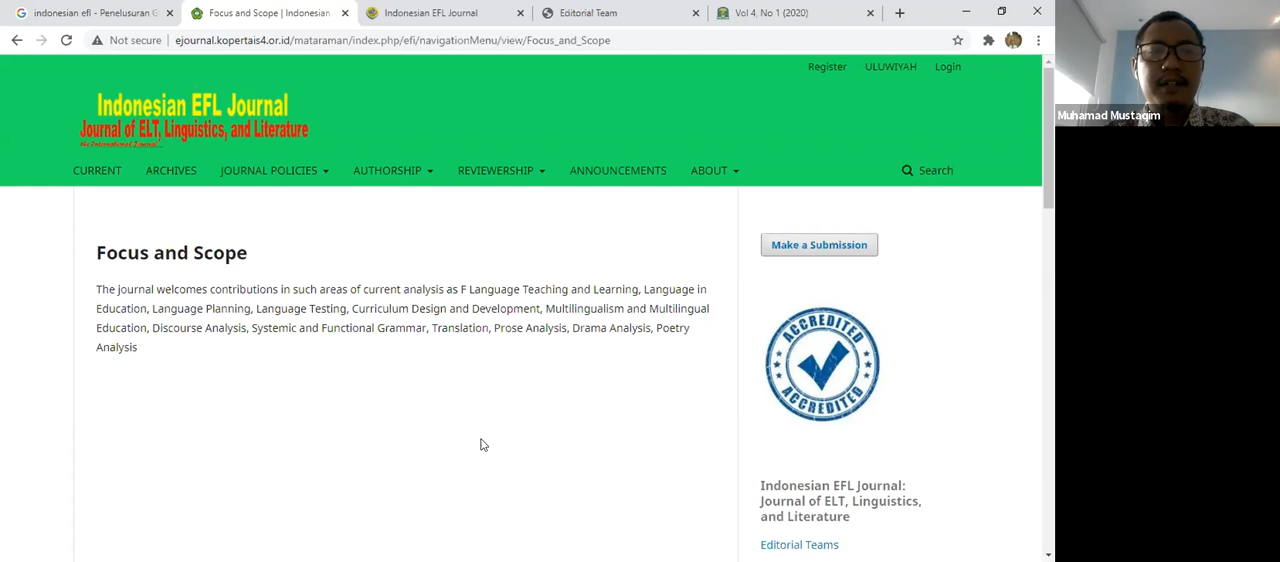 indonesian efl - Penelusuran G
Focus and Scope | Indonesian
Indonesian EFL Journal
Editorial Team
Vol 4, No 1 (2020)
Not secure
ejournal.kopertais4.or.id/mataraman/index.php/efi/navigationMenu/view/Focus_and_Scope
Register
ULUWIYAH
Login
Indonesian EFL Journal
Journal of ELT, Linguistics, and Literature
the International Journal...
CURRENT
ARCHIVES
JOURNAL POLICIES
AUTHORSHIP
REVIEWERSHIP
ANNOUNCEMENTS
ABOUT
Search
Focus and Scope
The journal welcomes contributions in such areas of current analysis as F Language Teaching and Learning, Language in
Education, Language Planning, Language Testing, Curriculum Design and Development, Multilingualism and Multilingual
Education, Discourse Analysis, Systemic and Functional Grammar, Translation, Prose Analysis, Drama Analysis, Poetry
Analysis
Make a Submission
ACCREDITED
ACCREDITED
Indonesian EFL Journal:
Journal of ELT, Linguistics,
and Literature
Editorial Teams
Muhamad Mustaqim